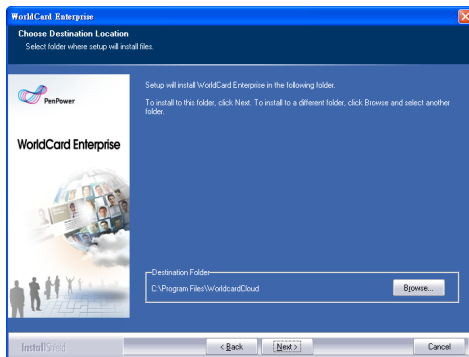 WorldCard Enterprise
Choose Destination Location
Select folder where setup will install files.
PenPower
WorldCard Enterprise
Setup will install WorldCard Enterprise in the following folder.
To install to this folder, click Next. To install to a different folder, click Browse and select another
folder.
Destination Folder
C:\Program Files\WorldcardCloud
Browse...
InstallShield
< Back
Next >
Cancel